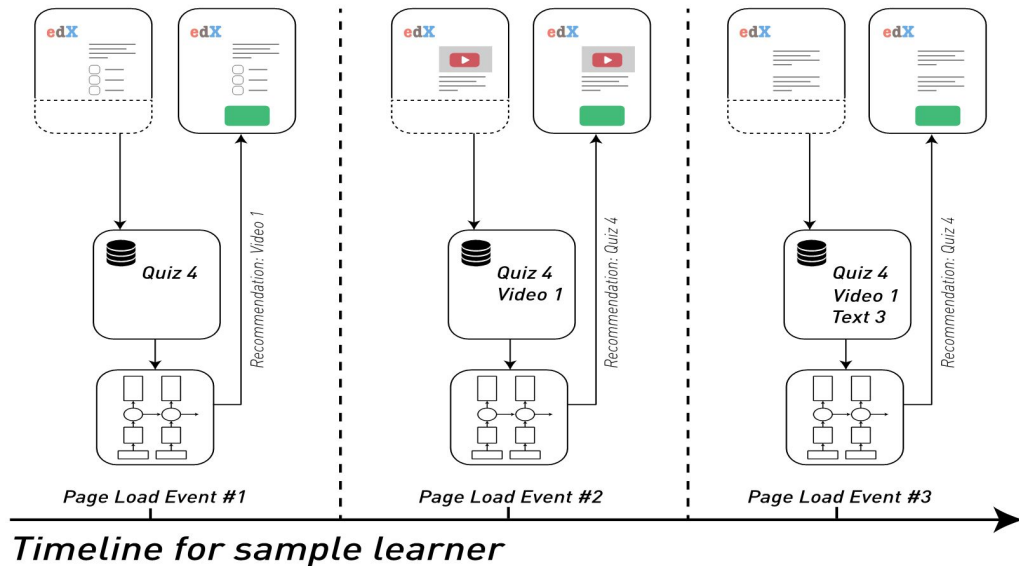 edX
edX
edX
edX
edX
edX
Quiz 4
Recommendation: Video 1
Quiz 4
Video 1
Recommendation: Quiz 4
Quiz 4
Video 1
Text 3
Recommendation: Quiz 4
Page Load Event #1
Page Load Event #2
Page Load Event #3
Timeline for sample learner